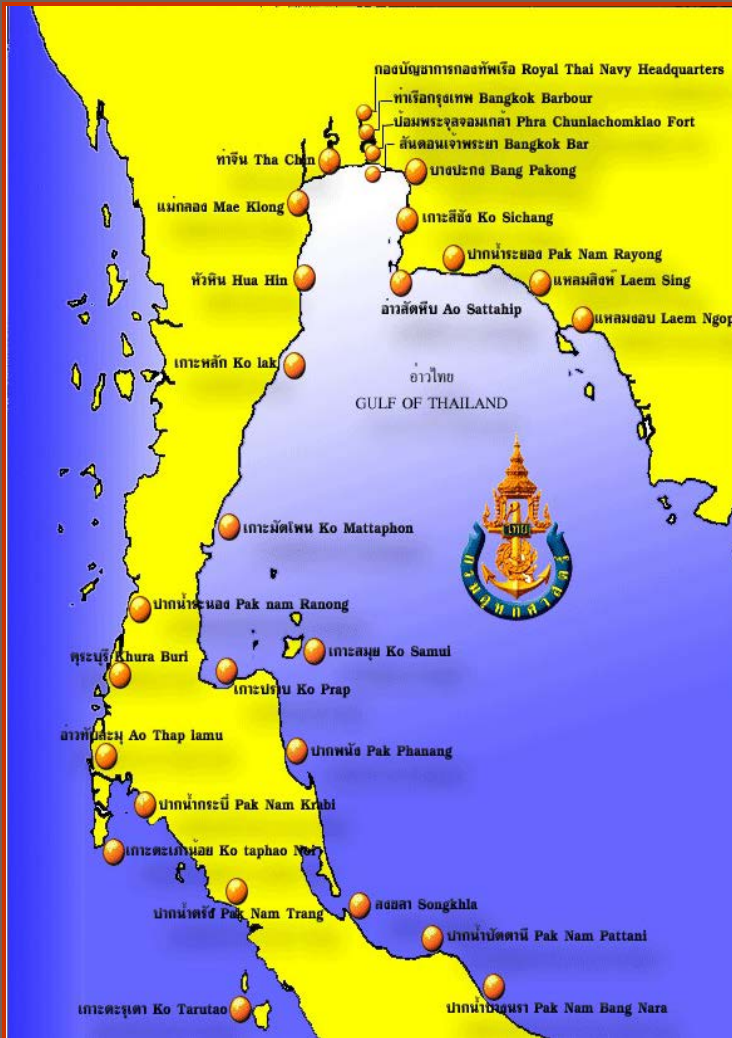 กองบัญชาการกองทัพเรือ Royal Thai Navy Headquarters
ท่าเรือกรุงเทพ Bangkok Barbour
ป้อมพระจุลจอมเกล้า Phra Chunlachomklao Fort
สันดอนเจ้าพระยา Bangkok Bar
ท่าจีน Tha Chin
บางปะกง Bang Pakong
แม่กลอง Mae Klong
เกาะสีชัง Ko Sichang
ปากน้ำระยอง Pak Nam Rayong
หัวหิน Hua Hin
แหลมสิงห์ Laem Sing
อ่าวสัตหีบ Ao Sattahip
แหลมงอบ Laem Ngop
เกาะหลัก Ko lak
อ่าวไทย
GULF OF THAILAND
ไทย
กรมอุทกศาสตร์
เกาะมัตโพน Ko Mattaphon
ปากน้ำระนอง Pak nam Ranong
คุระบุรี Khura Buri
เกาะสมุย Ko Samui
เกาะปราบ Ko Prap
อ่าวทับละมุ Ao Thap lamu
ปากพนัง Pak Phanang
ปากน้ำกระบี่ Pak Nam Krabi
เกาะตะเภาน้อย Ko taphao Noi
ปากน้ำตรัง Pak Nam Trang
สงขลา Songkhla
ปากน้ำปัตตานี Pak Nam Pattani
เกาะตะรุเตา Ko Tarutao
ปากน้ำบางนรา Pak Nam Bang Nara